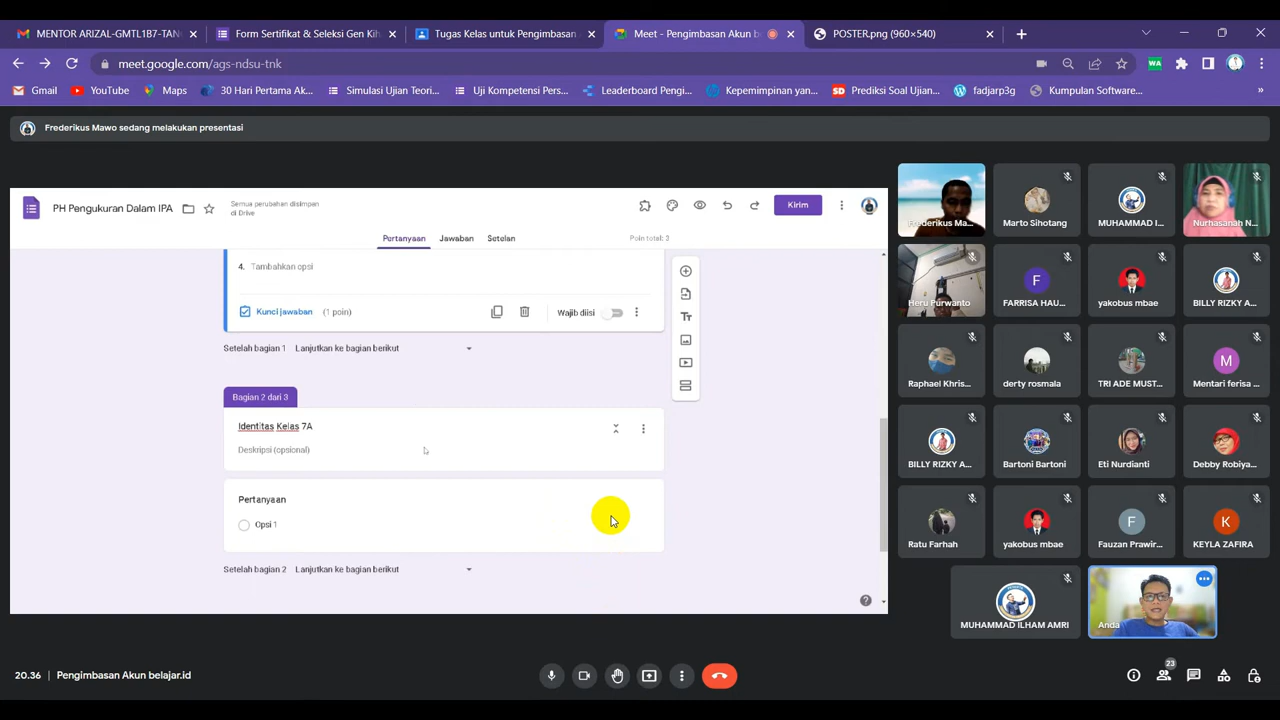 MENTOR ARIZAL-GMTL1B7-TAN
Form Sertifikat & Seleksi Gen Kih
Tugas Kelas untuk Pengimbasan
Meet - Pengimbasan Akun be
POSTER.png (960×540)
meet.google.com/ags-ndsu-tnk
WA
Gmail
YouTube
Maps
30 Hari Pertama Ak...
Simulasi Ujian Teori...
Uji Kompetensi Pers...
Leaderboard Pengi...
Kepemimpinan yan...
SD
Prediksi Soal Ujian...
fadjarp3g
Kumpulan Software...
»
Frederikus Mawo sedang melakukan presentasi
PH Pengukuran Dalam IPA
Semua perubahan disimpan
di Drive
Kirim
Pertanyaan
Jawaban
Setelan
Poin total: 3
4. Tambahkan opsi
Kunci jawaban
(1 poin)
Wajib diisi
Setelah bagian 1
Lanjutkan ke bagian berikut
Bagian 2 dari 3
Identitas Kelas 7A
Deskripsi (opsional)
Pertanyaan
Opsi 1
Setelah bagian 2
Lanjutkan ke bagian berikut
Frederikus Ma...
Marto Sihotang
MUHAMMAD I...
Nurhasanah N...
Heru Purwanto
F
FARRISA HAU...
yakobus mbae
BILLY RIZKY A...
Raphael Khris...
derty rosmala
TRI ADE MUST...
M
Mentari ferisa ...
BILLY RIZKY A...
Bartoni Bartoni
Eti Nurdianti
Debby Robiya...
Ratu Farhah
yakobus mbae
F
Fauzan Prawir...
K
KEYLA ZAFIRA
MUHAMMAD ILHAM AMRI
Anda
20.36
Pengimbasan Akun belajar.id
23